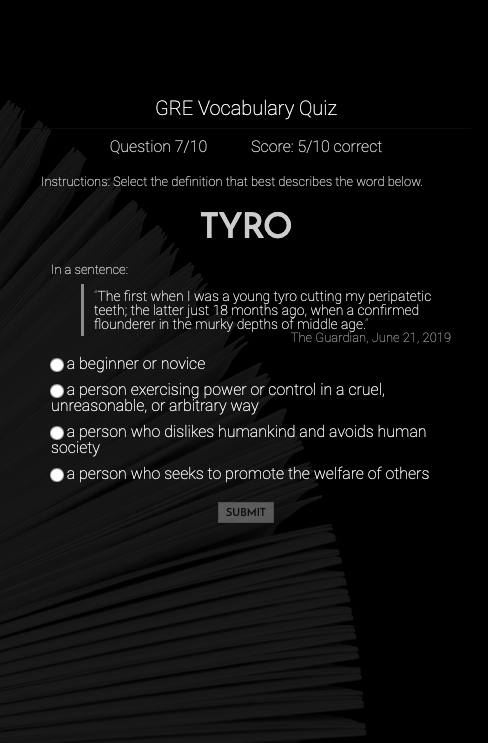 GRE Vocabulary Quiz
Question 7/10 Score: 5/10 correct
Instructions: Select the definition that best describes the word below.
TYRO
In a sentence:
"The first when I was a young tyro cutting my peripatetic
teeth; the latter just 18 months ago, when a confirmed
flounderer in the murky depths of middle age."
The Guardian, June 21, 2019
a beginner or novice
a person exercising power or control in a cruel,
unreasonable, or arbitrary way
a person who dislikes humankind and avoids human
society
a person who seeks to promote the welfare of others
SUBMIT